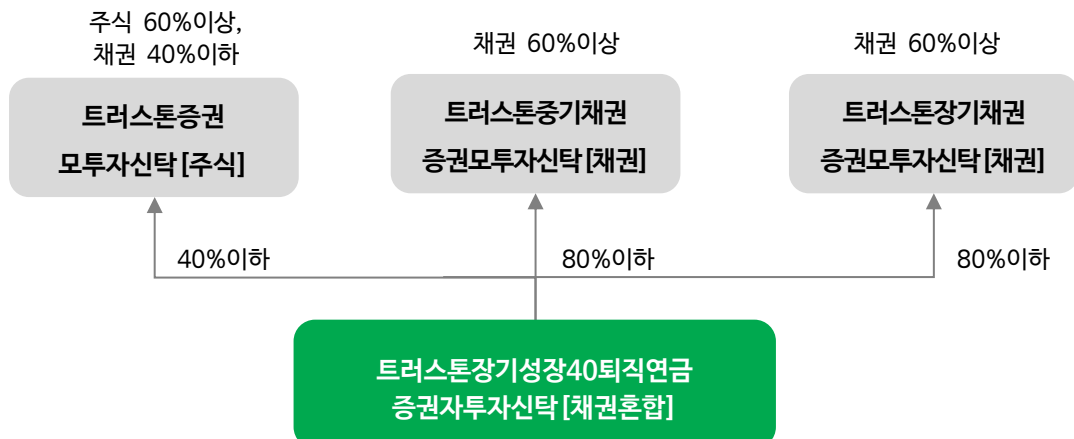 주식 60%이상,
채권 40%이하
채권 60%이상
채권 60%이상
트러스톤증권
모투자신탁[주식]
트러스톤중기채권
증권모투자신탁[채권]
트러스톤장기채권
증권모투자신탁[채권]
40%이하
80%이하
80%이하
트러스톤장기성장40퇴직연금
증권자투자신탁[채권혼합]